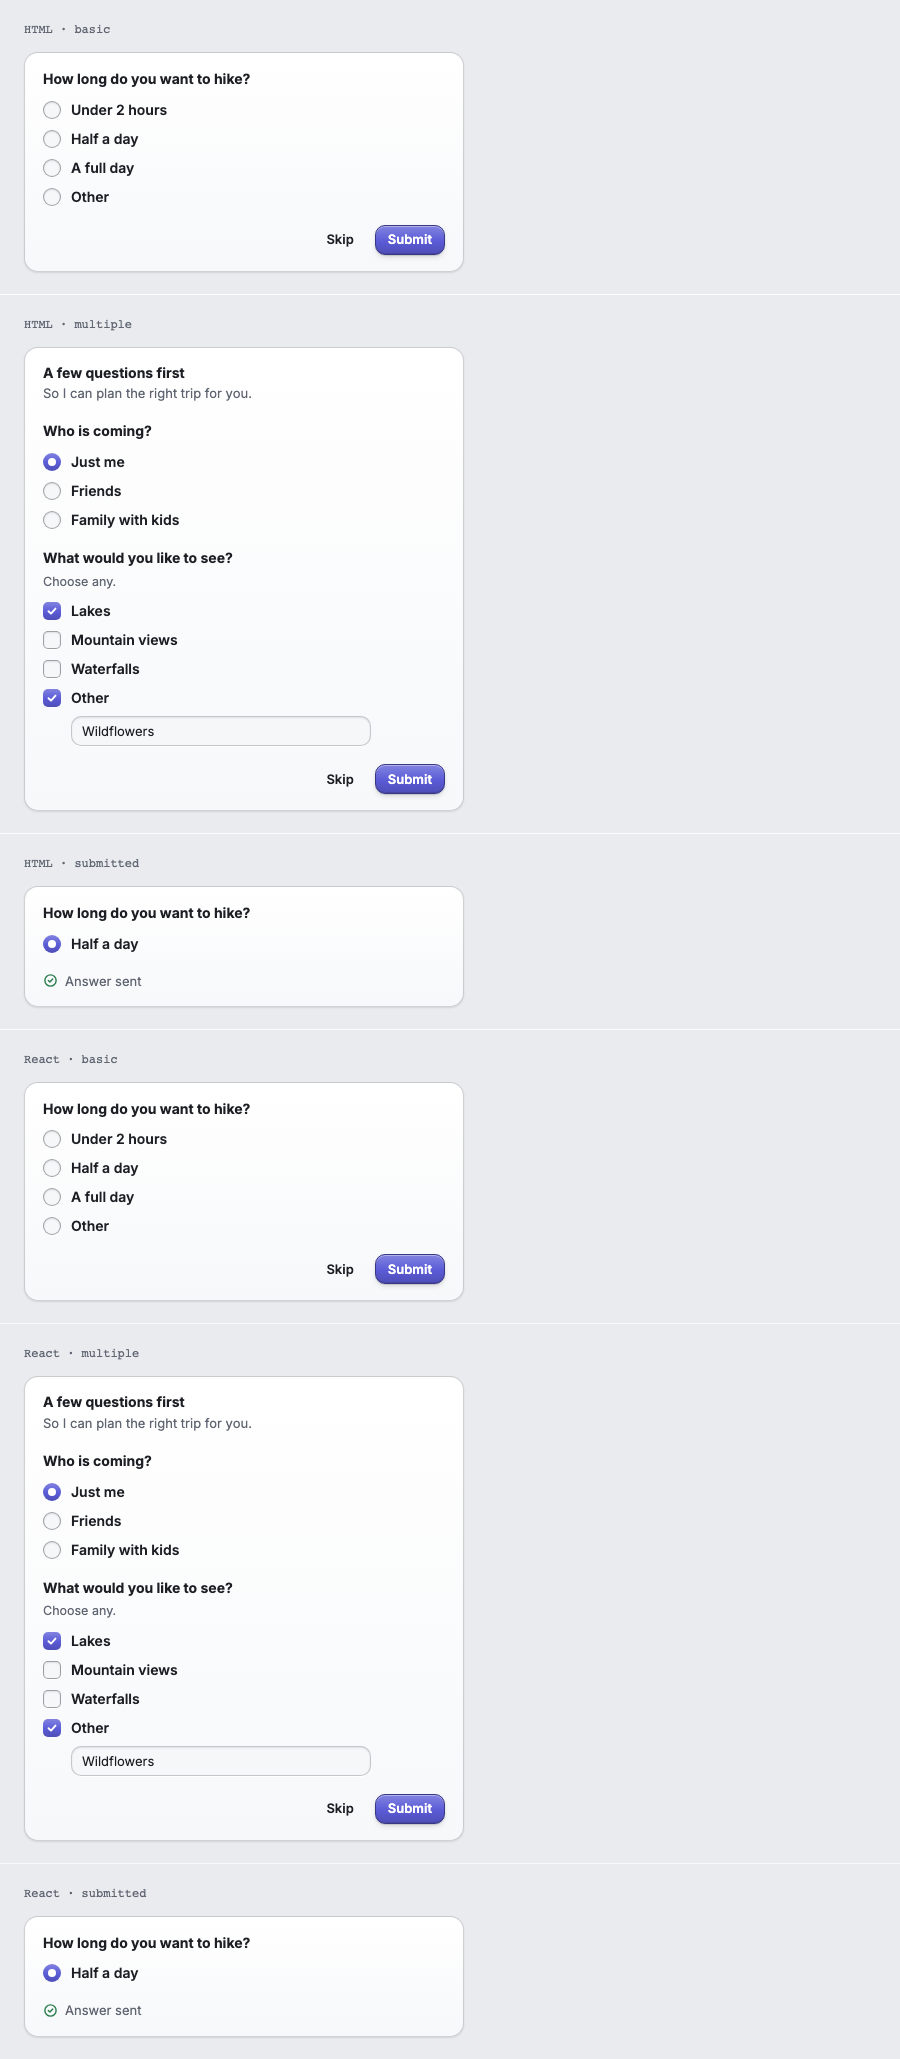 HTML · basic
How long do you want to hike?
Under 2 hours
Half a day
A full day
Other
Skip Submit
HTML · multiple
A few questions first
So I can plan the right trip for you.
Who is coming?
Just me
Friends
Family with kids
What would you like to see?
Choose any.
Lakes
Mountain views
Waterfalls
Other
Wildflowers
Skip Submit
HTML · submitted
How long do you want to hike?
Half a day
Answer sent
React · basic
How long do you want to hike?
Under 2 hours
Half a day
A full day
Other
Skip Submit
React · multiple
A few questions first
So I can plan the right trip for you.
Who is coming?
Just me
Friends
Family with kids
What would you like to see?
Choose any.
Lakes
Mountain views
Waterfalls
Other
Wildflowers
Skip Submit
React · submitted
How long do you want to hike?
Half a day
Answer sent